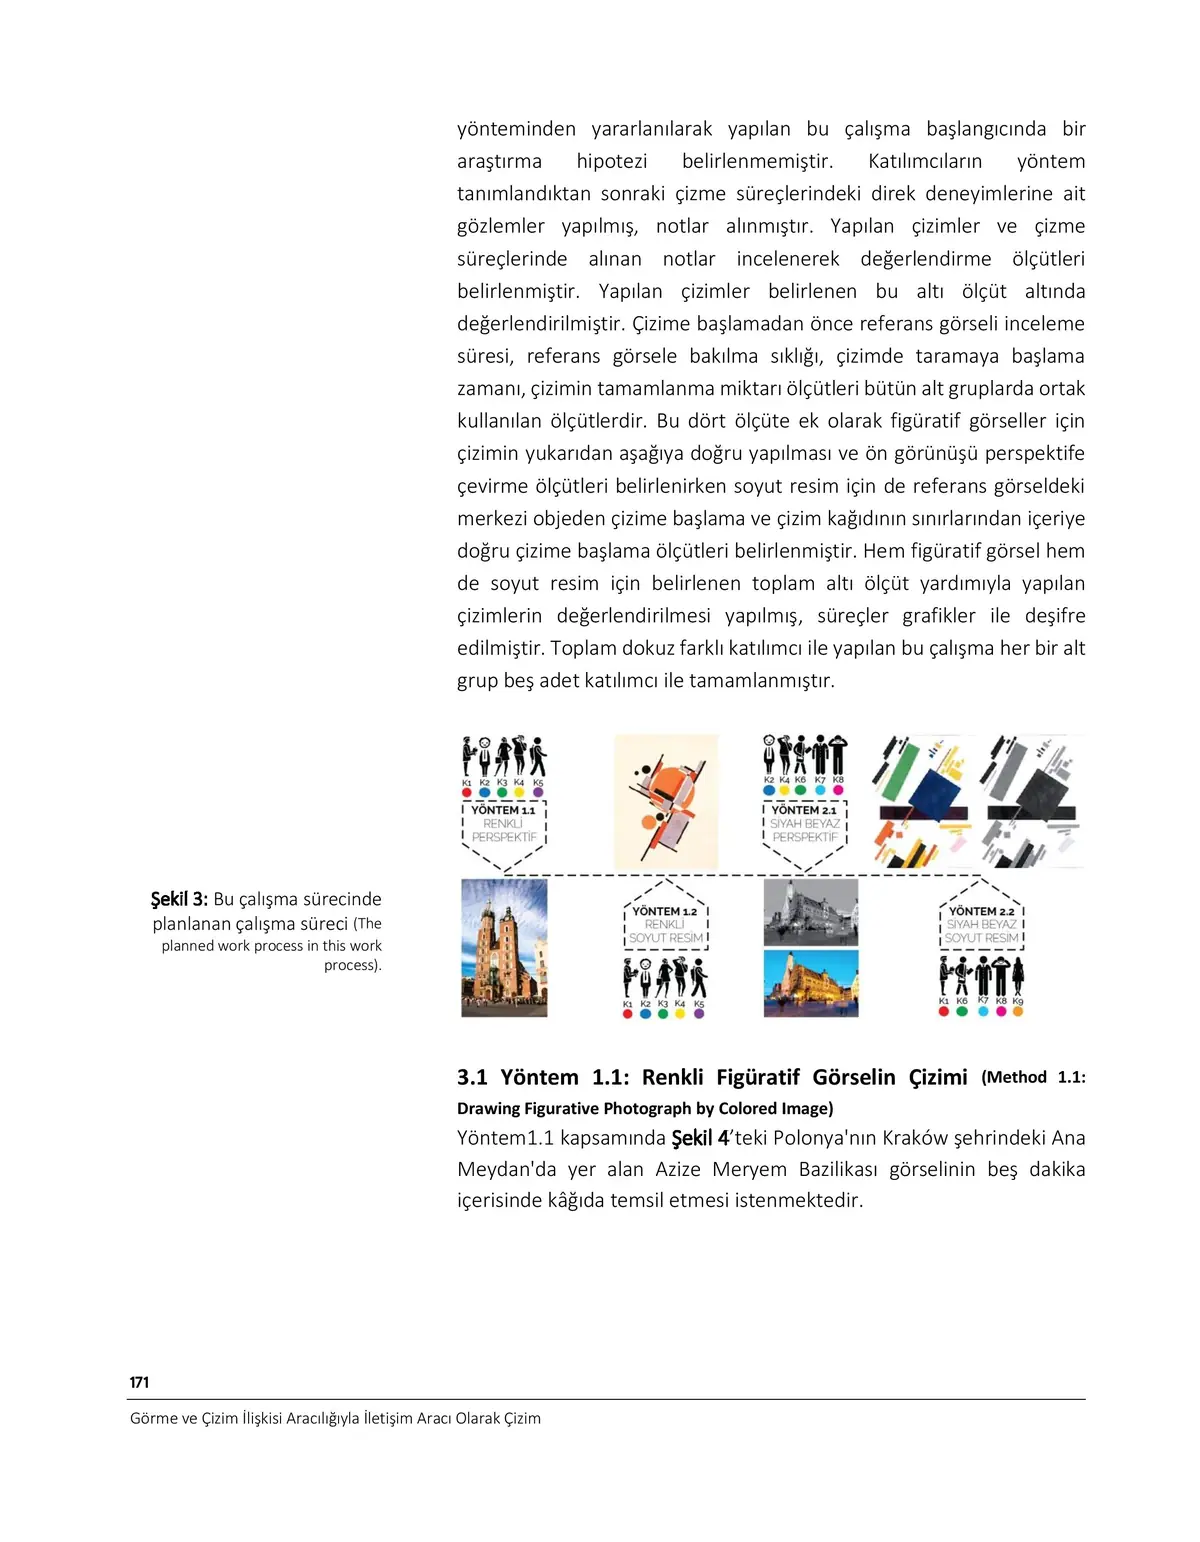 yönteminden yararlanılarak yapılan bu çalışma başlangıcında bir
araştırma hipotezi belirlenmemiştir. Katılımcıların yöntem
tanımlandıktan sonraki çizme süreçlerindeki direk deneyimlerine ait
gözlemler yapılmış, notlar alınmıştır. Yapılan çizimler ve çizme
süreçlerinde alınan notlar incelenerek değerlendirme ölçütleri
belirlenmiştir. Yapılan çizimler belirlenen bu altı ölçüt altında
değerlendirilmiştir. Çizime başlamadan önce referans görseli inceleme
süresi, referans görsele bakılma sıklığı, çizimde taramaya başlama
zamanı, çizimin tamamlanma miktarı ölçütleri bütün alt gruplarda ortak
kullanılan ölçütlerdir. Bu dört ölçüte ek olarak figüratif görseller için
çizimin yukarıdan aşağıya doğru yapılması ve ön görünüşü perspektife
çevirme ölçütleri belirlenirken soyut resim için de referans görseldeki
merkezi objeden çizime başlama ve çizim kağıdının sınırlarından içeriye
doğru çizime başlama ölçütleri belirlenmiştir. Hem figüratif görsel hem
de soyut resim için belirlenen toplam altı ölçüt yardımıyla yapılan
çizimlerin değerlendirilmesi yapılmış, süreçler grafikler ile deşifre
edilmiştir. Toplam dokuz farklı katılımcı ile yapılan bu çalışma her bir alt
grup beş adet katılımcı ile tamamlanmıştır.
K1 K2 K3 K4 K5
YÖNTEM 1.1
RENKLİ
PERSPEKTİF
K2 K4 K6 K7 K8
YÖNTEM 2.1
SİYAH BEYAZ
PERSPEKTİF
YÖNTEM 1.2
RENKLİ
SOYUT RESİM
K1 K2 K3 K4 K5
YÖNTEM 2.2
SİYAH BEYAZ
SOYUT RESİM
K1 K6 K7 K8 K9
Şekil 3: Bu çalışma sürecinde
planlanan çalışma süreci (The
planned work process in this work
process).
3.1 Yöntem 1.1: Renkli Figüratif Görselin Çizimi (Method 1.1:
Drawing Figurative Photograph by Colored Image)
Yöntem1.1 kapsamında Şekil 4’teki Polonya'nın Kraków şehrindeki Ana
Meydan'da yer alan Azize Meryem Bazilikası görselinin beş dakika
içerisinde kâğıda temsil etmesi istenmektedir.
171
Görme ve Çizim İlişkisi Aracılığıyla İletişim Aracı Olarak Çizim